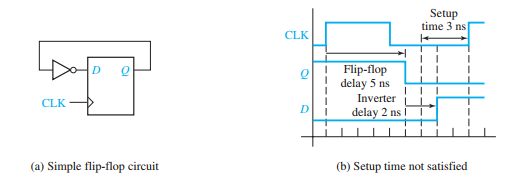 D Q
CLK
(a) Simple flip-flop circuit
Setup
time 3 ns
CLK
Q
Flip-flop
delay 5 ns
Inverter
delay 2 ns
D
(b) Setup time not satisfied